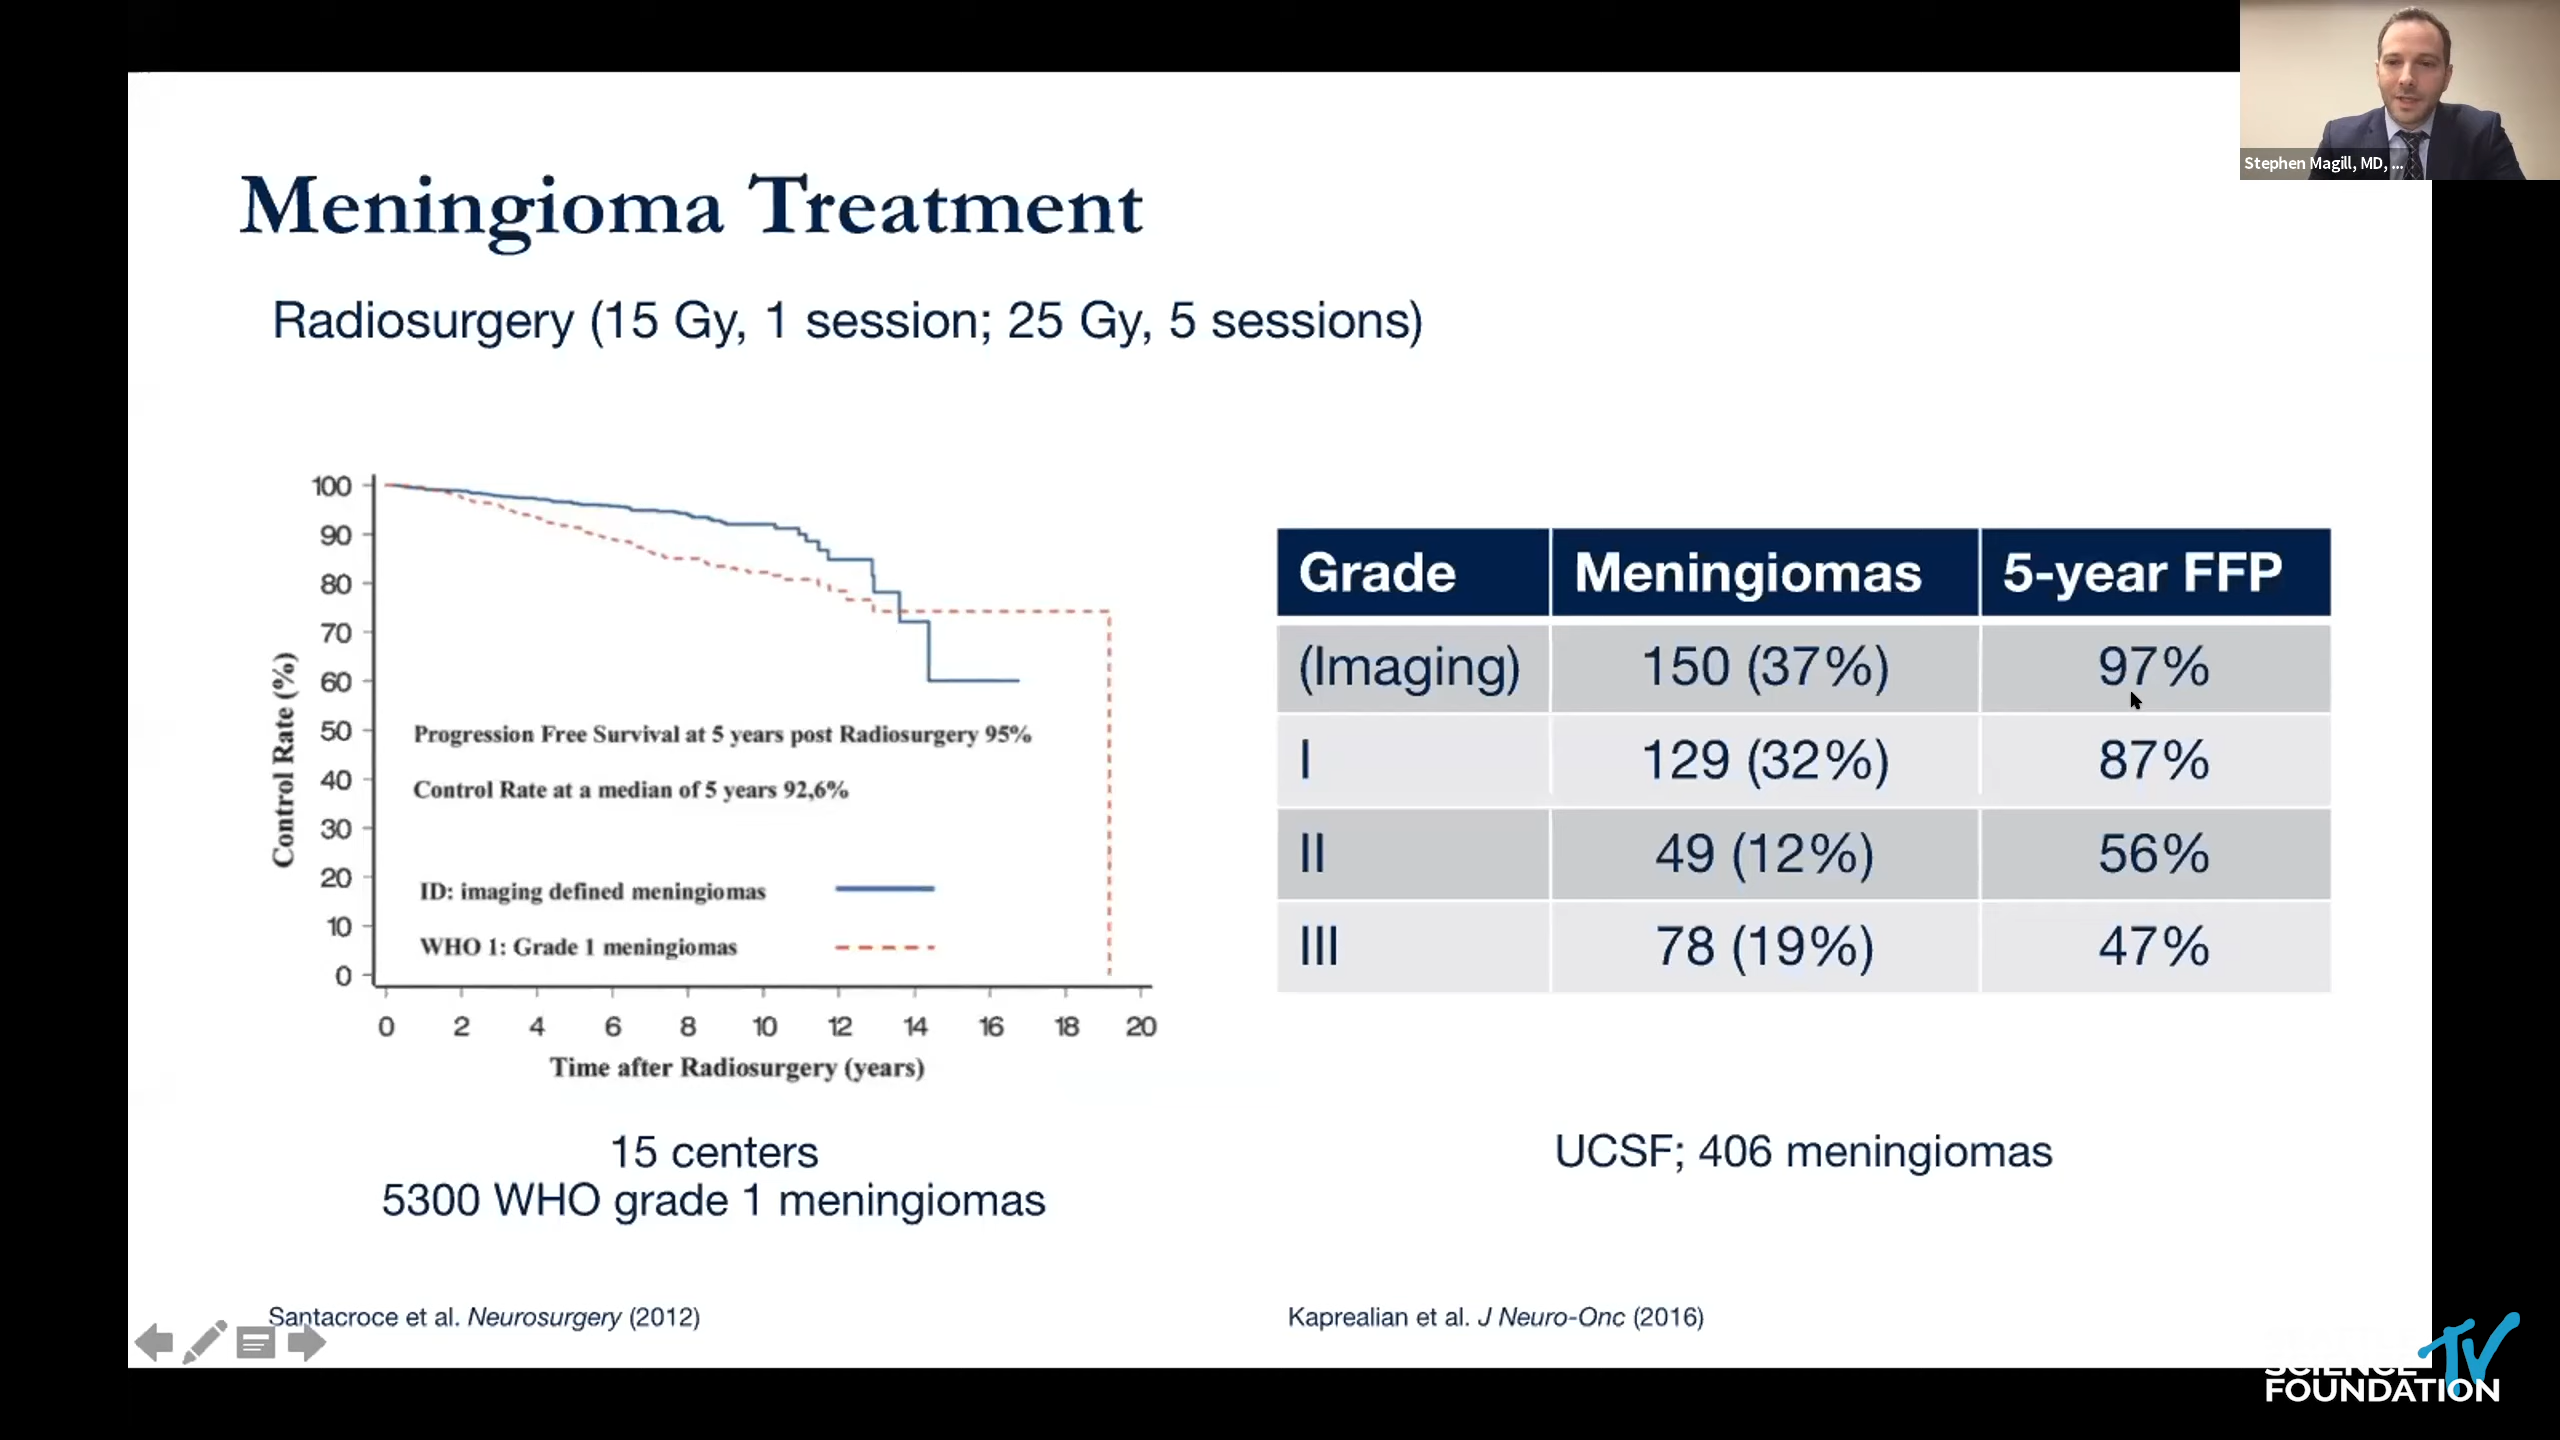 Stephen Magill, MD, ...
Meningioma Treatment
Radiosurgery (15 Gy, 1 session; 25 Gy, 5 sessions)
Control Rate (%)
100
90
80
70
60
50
40
30
20
10
0
Progression Free Survival at 5 years post Radiosurgery 95%
Control Rate at a median of 5 years 92,6%
ID: imaging defined meningiomas
WHO 1: Grade 1 meningiomas
0 2 4 6 8 10 12 14 16 18 20
Time after Radiosurgery (years)
15 centers
5300 WHO grade 1 meningiomas
Santacroce et al. Neurosurgery (2012)
Grade Meningiomas 5-year FFP
(Imaging) 150 (37%) 97%
I 129 (32%) 87%
II 49 (12%) 56%
III 78 (19%) 47%
UCSF; 406 meningiomas
Kaprealian et al. J Neuro-Onc (2016)
TV
SCIENCE
FOUNDATION